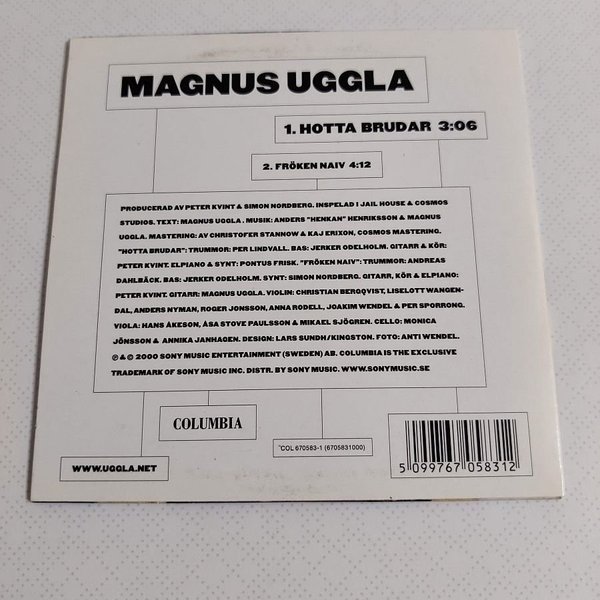 MAGNUS UGGLA
1. HOTTA BRUDAR 3:06
2. FRÖKEN NAIV 4:12
PRODUCERAD AV PETER KVINT & SIMON NORDBERG. INSPELAD I JAIL HOUSE & COSMOS
STUDIOS. TEXT: MAGNUS UGGLA . MUSIK: ANDERS "HENKAN" HENRIKSSON & MAGNUS
UGGLA. MASTERING: AV CHRISTOFER STANNOW & KAJ ERIXON, COSMOS MASTERING.
"HOTTA BRUDAR": TRUMMOR: PER LINDVALL. BAS: JERKER ODELHOLM. GITARR & KÖR:
PETER KVINT. ELPIANO & SYNT: PONTUS FRISK. "FRÖKEN NAIV": TRUMMOR: ANDREAS
DAHLBÄCK. BAS: JERKER ODELHOLM. SYNT: SIMON NORDBERG. GITARR, KÖR & ELPIANO:
PETER KVINT. GITARR: MAGNUS UGGLA. VIOLIN: CHRISTIAN BERGQVIST, LISELOTT WANGEN-
DAL, ANDERS NYMAN, ROGER JONSSON, ANNA RODELL, JOAKIM WENDEL & PER SPORRONG.
VIOLA: HANS ÅKESON, ÅSA STOVE PAULSSON & MIKAEL SJÖGREN. CELLO: MONICA
JÖNSSON & ANNIKA JANHAGEN. DESIGN: LARS SUNDH/KINGSTON. FOTO: ANTI WENDEL.
℗ & © 2000 SONY MUSIC ENTERTAINMENT (SWEDEN) AB. COLUMBIA IS THE EXCLUSIVE
TRADEMARK OF SONY MUSIC INC. DISTR. BY SONY MUSIC. WWW.SONYMUSIC.SE
COLUMBIA
COL 670583-1 (6705831000)
WWW.UGGLA.NET
5 099767 058312